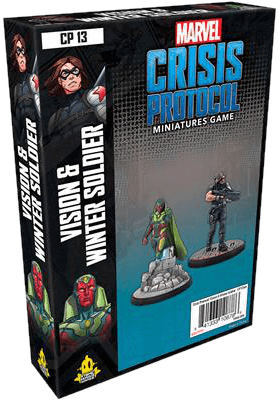 CP 13
VISION &
WINTER SOLDIER
VISION &
WINTER SOLDIER
MARVEL
CRISIS
PROTOCOL
MINIATURES GAME